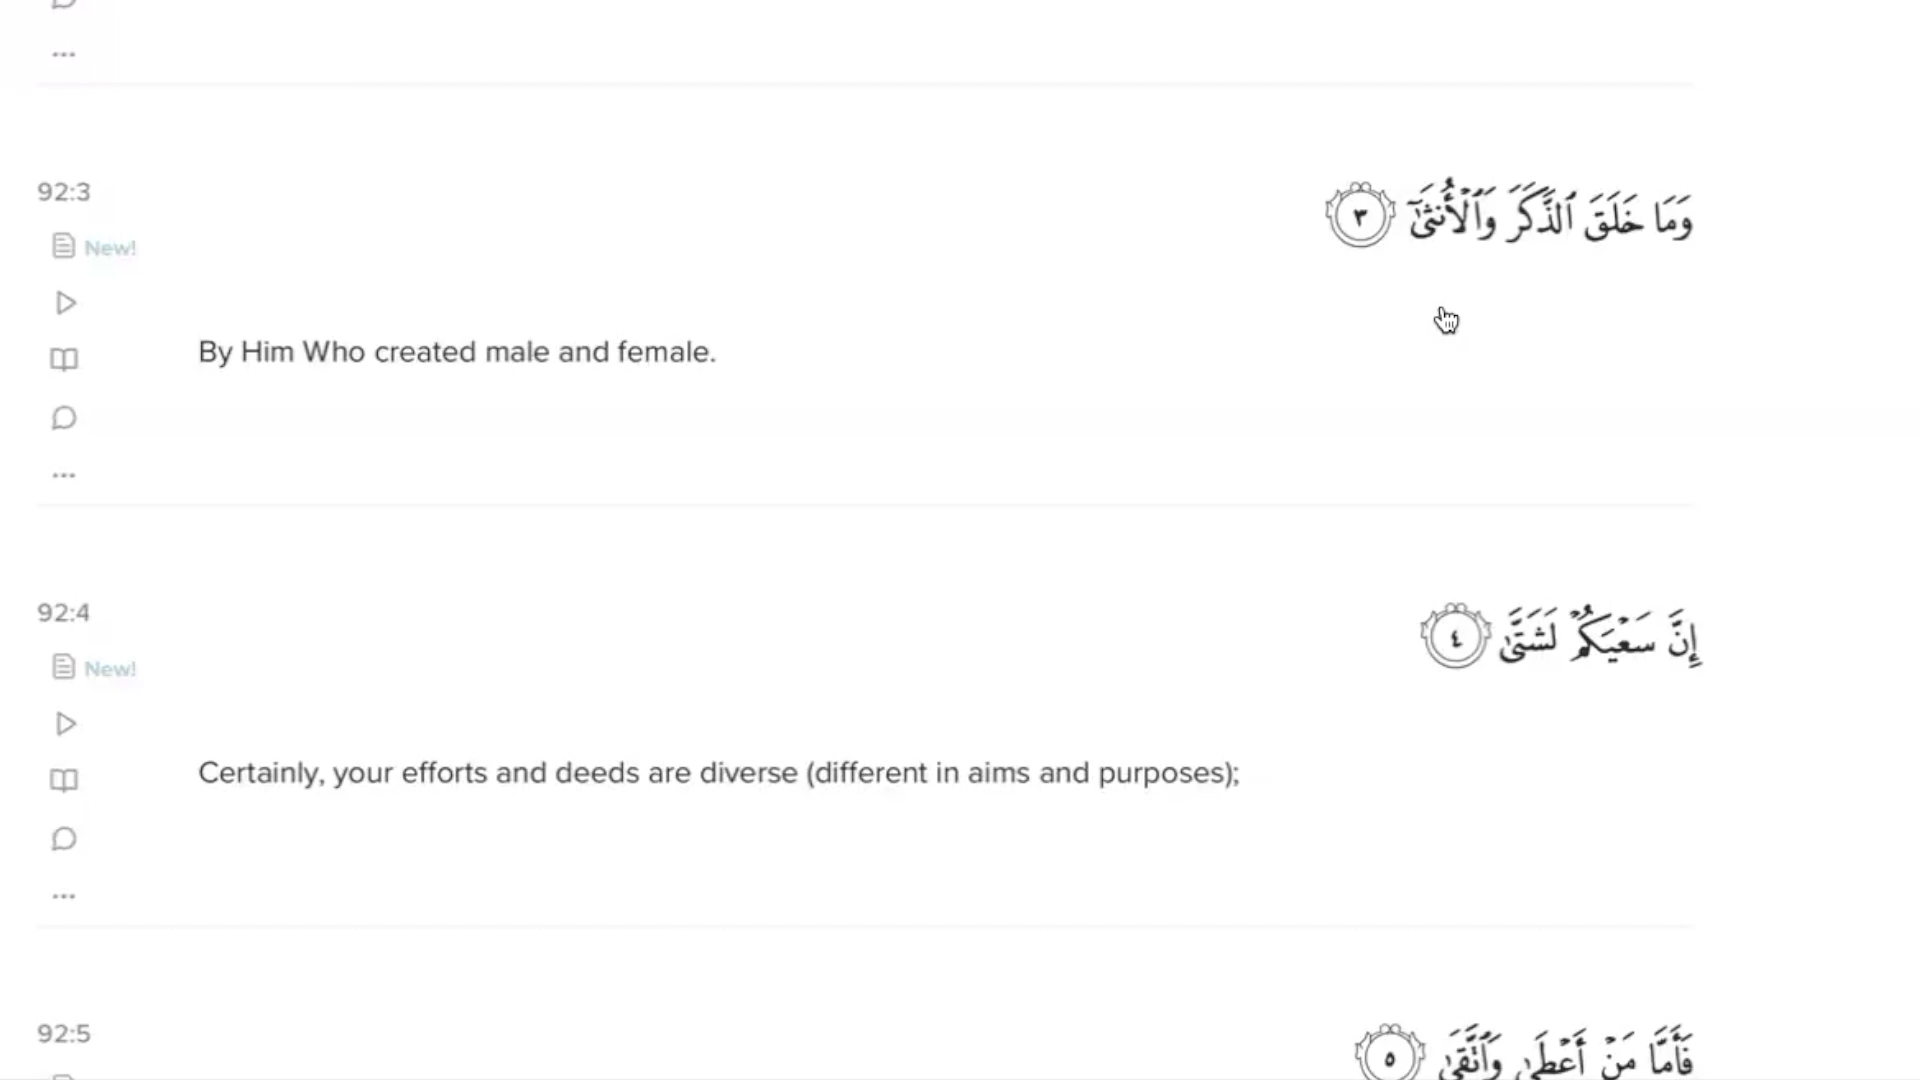 92:3
وَمَا خَلَقَ ٱلذَّكَرَ وَٱلْأُنثَىٰٓ ٣
New!
By Him Who created male and female.
92:4
إِنَّ سَعْيَكُمْ لَشَتَّىٰ ٤
New!
Certainly, your efforts and deeds are diverse (different in aims and purposes);
92:5
فَأَمَّا مَنْ أَعْطَىٰ وَٱتَّقَىٰ ٥